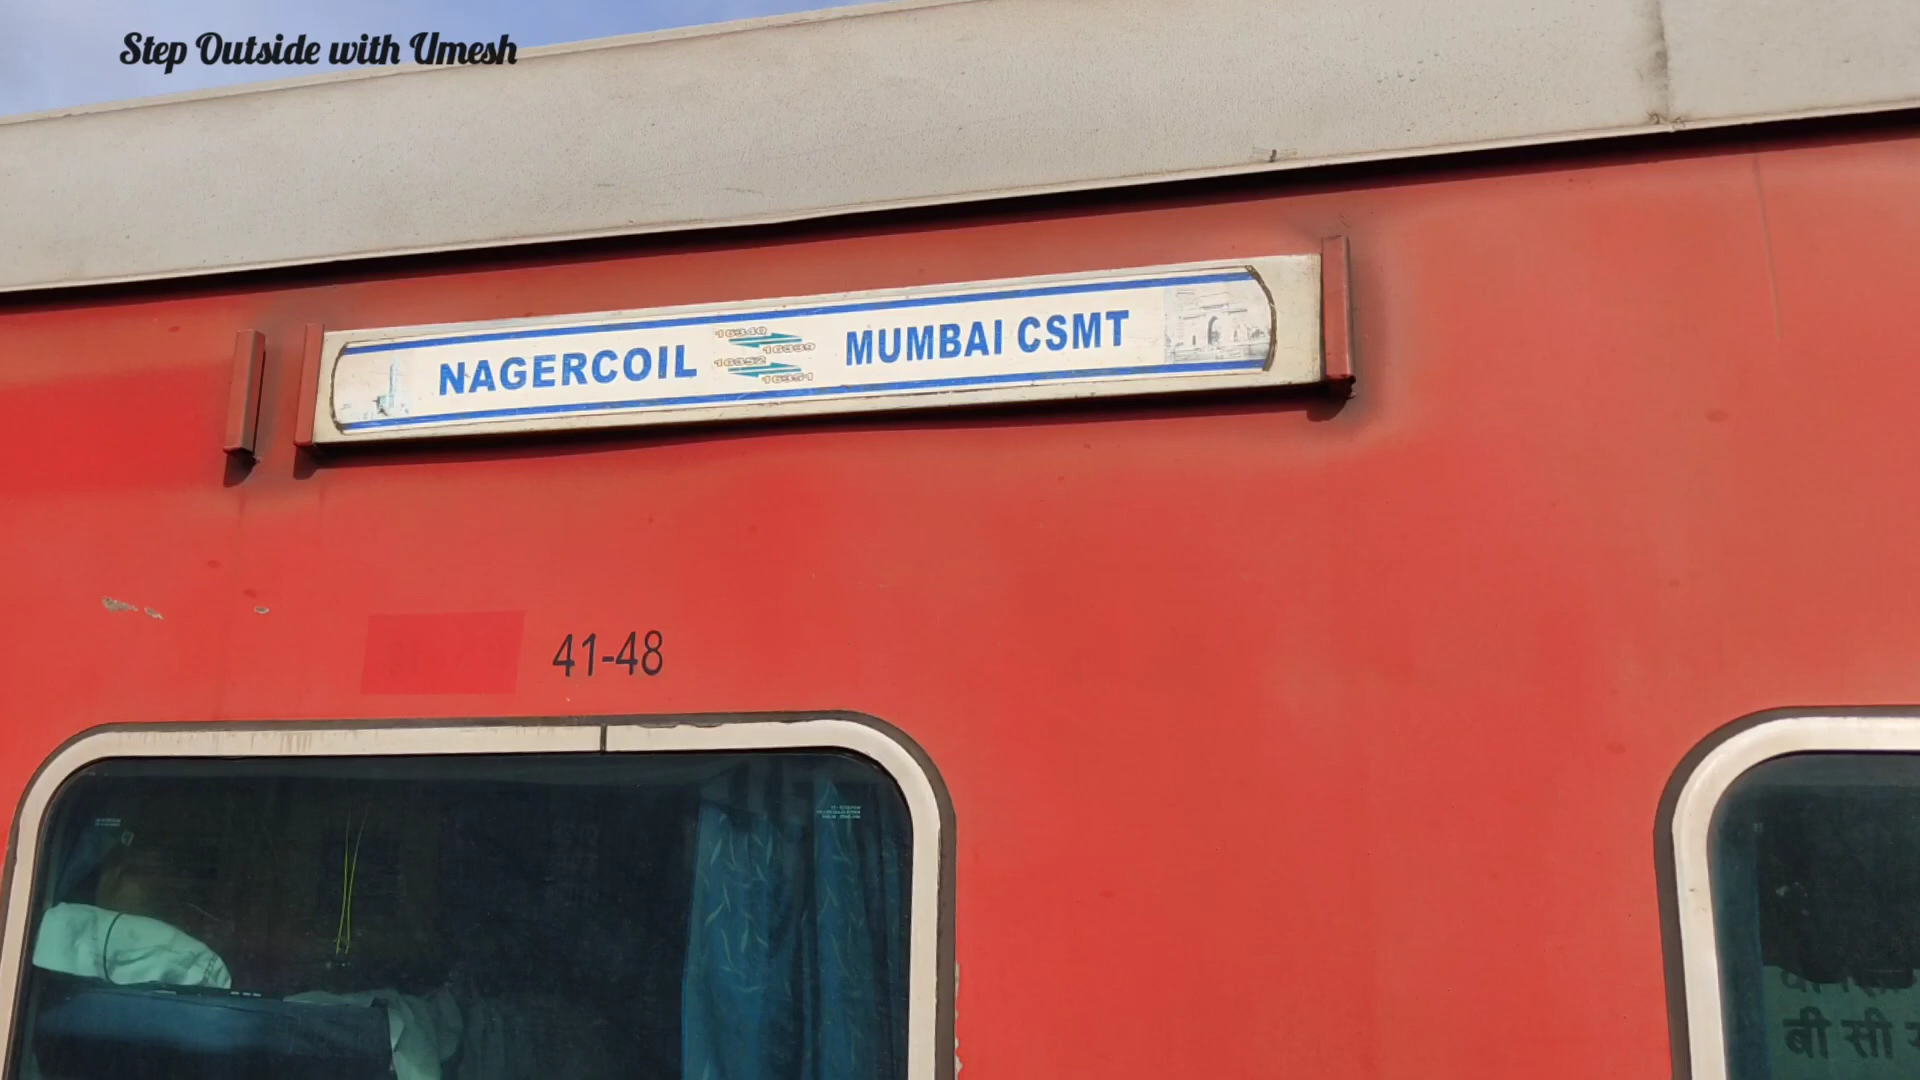 Step Outside with Umesh
NAGERCOIL
16340
16339
16352
16351
MUMBAI CSMT
41-48
बी सी